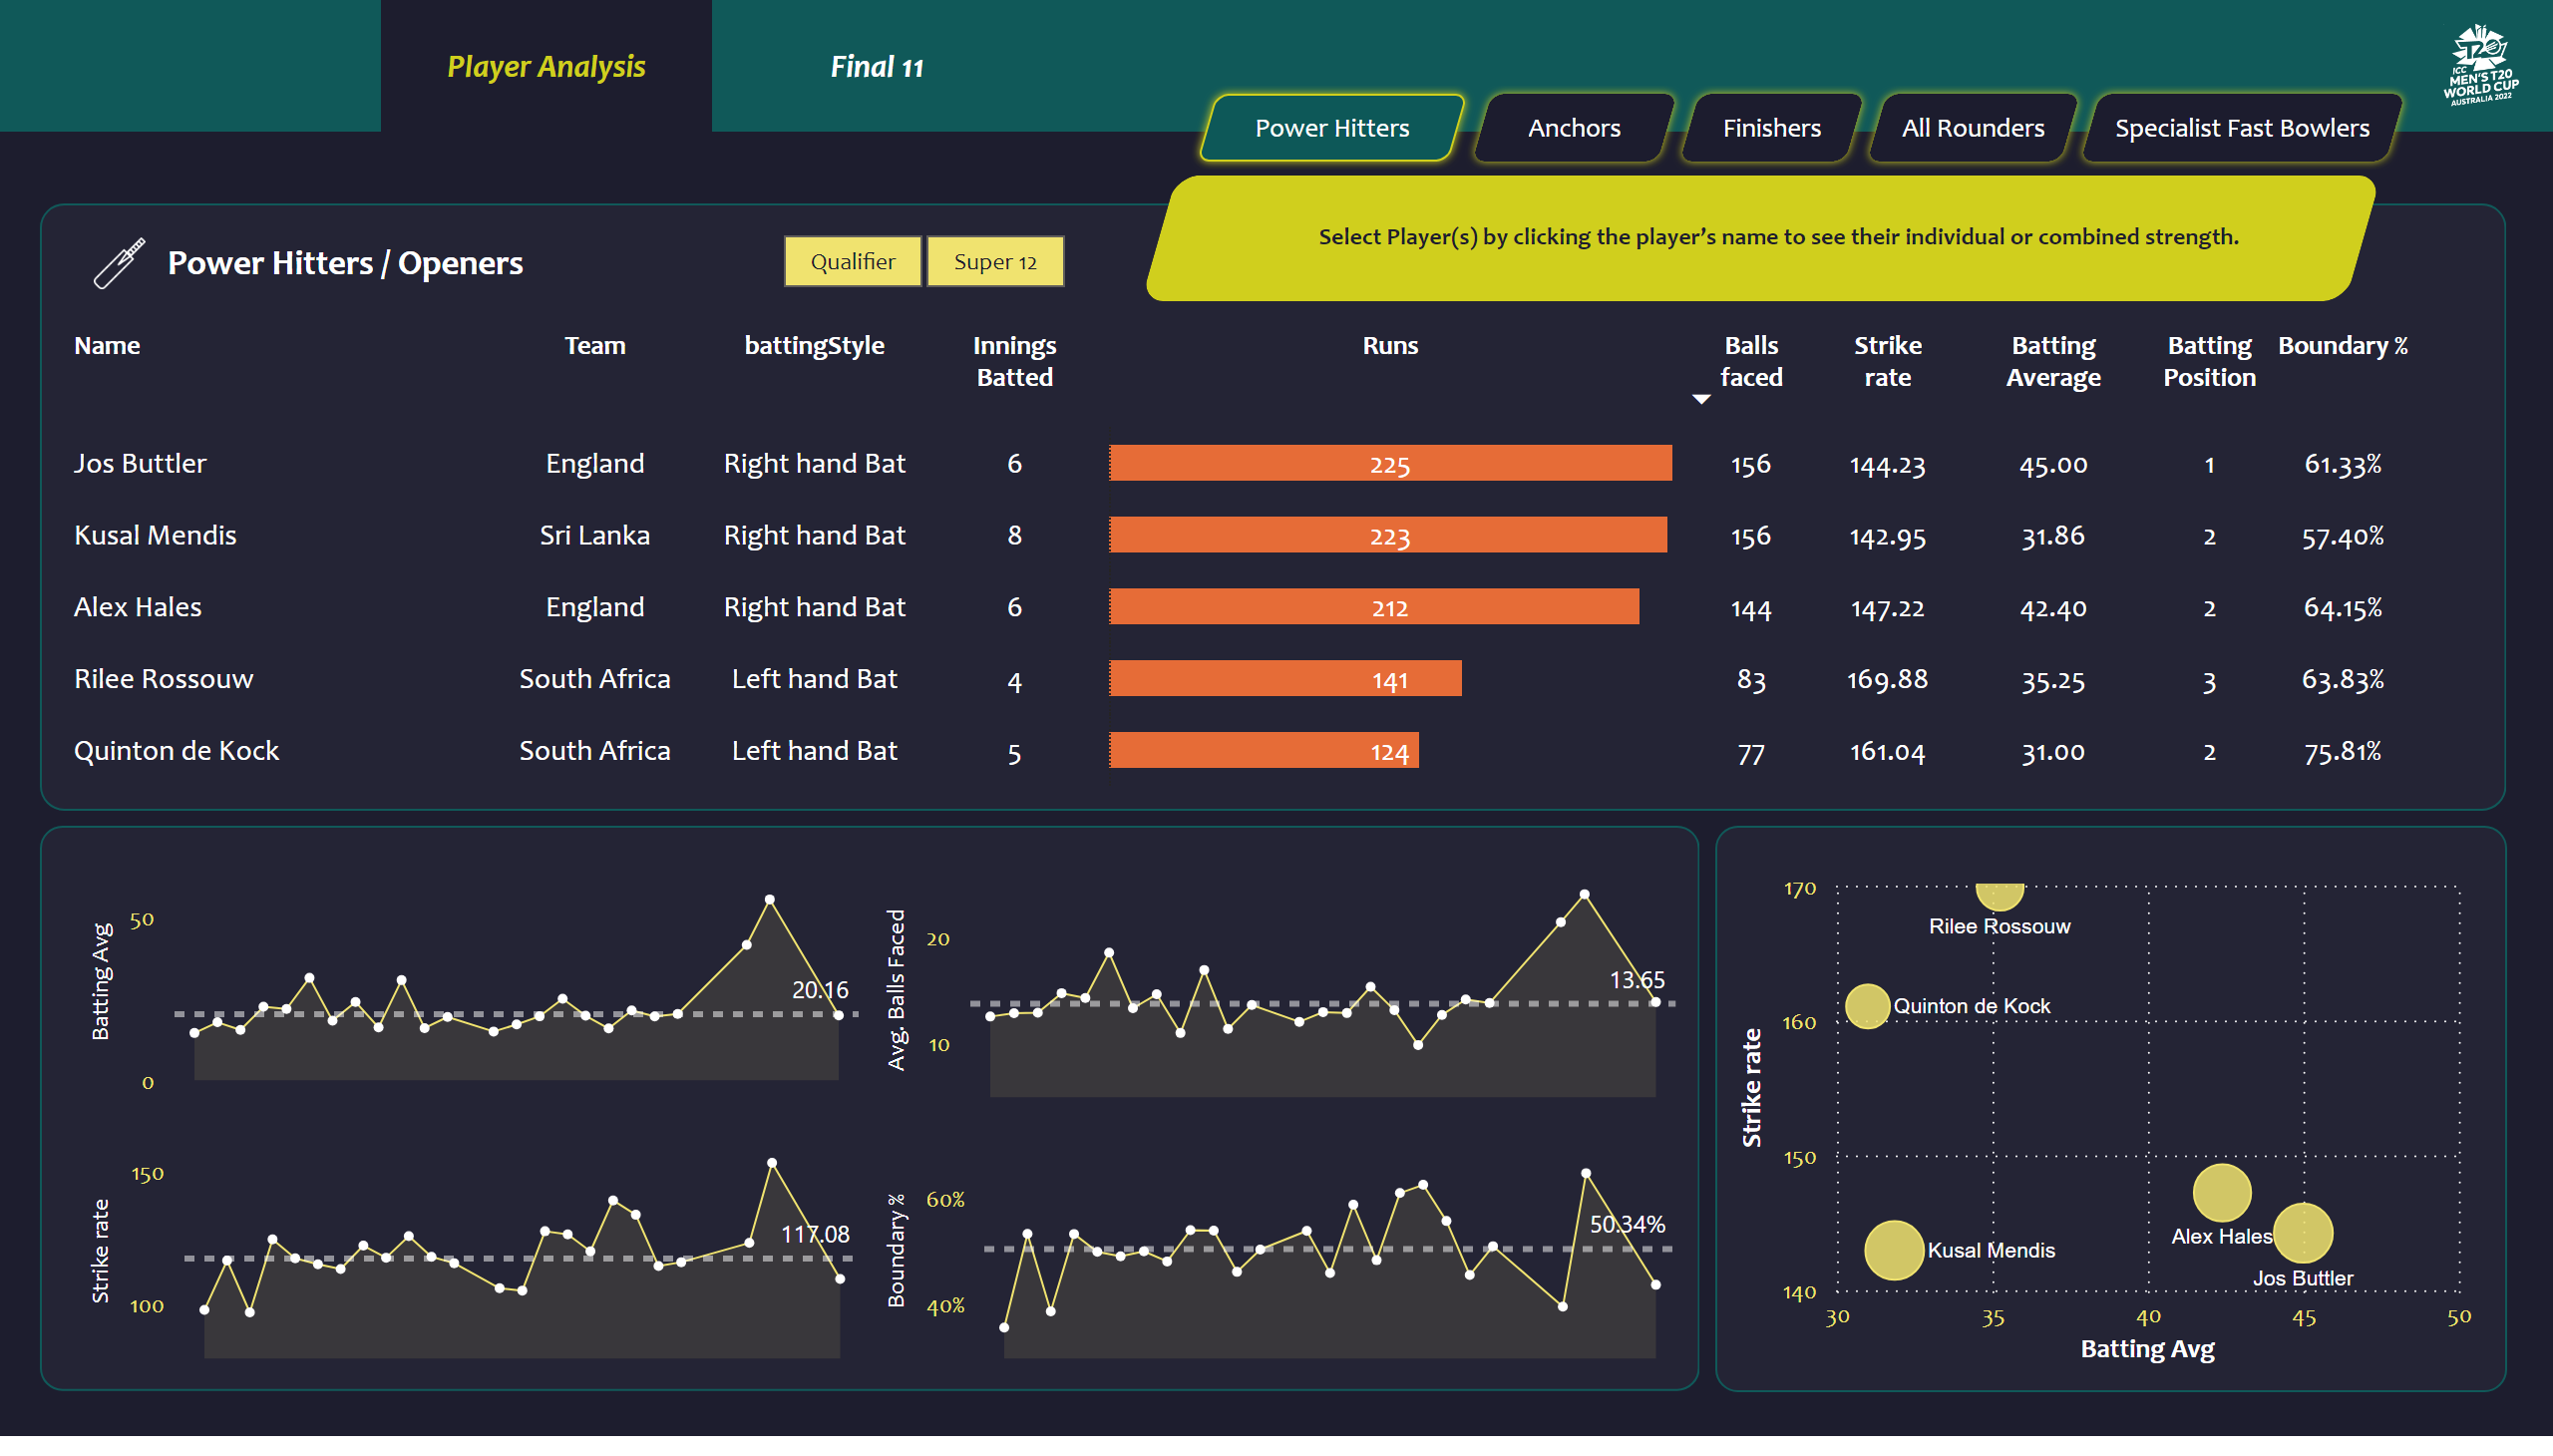 Player Analysis
Final 11
T20
ICC
MEN'S T20
WORLD CUP
AUSTRALIA 2022
Power Hitters
Anchors
Finishers
All Rounders
Specialist Fast Bowlers
Select Player(s) by clicking the player's name to see their individual or combined strength.
Power Hitters / Openers
Qualifier
Super 12
Name Team battingStyle Innings Batted Runs Balls faced Strike rate Batting Average Batting Position Boundary %
Jos Buttler England Right hand Bat 6 225 156 144.23 45.00 1 61.33%
Kusal Mendis Sri Lanka Right hand Bat 8 223 156 142.95 31.86 2 57.40%
Alex Hales England Right hand Bat 6 212 144 147.22 42.40 2 64.15%
Rilee Rossouw South Africa Left hand Bat 4 141 83 169.88 35.25 3 63.83%
Quinton de Kock South Africa Left hand Bat 5 124 77 161.04 31.00 2 75.81%
Batting Avg
50
0
20.16
Avg. Balls Faced
20
10
13.65
Strike rate
150
100
117.08
Boundary %
60%
40%
50.34%
Strike rate
170
160
150
140
Rilee Rossouw
Quinton de Kock
Alex Hales
Kusal Mendis
Jos Buttler
30 35 40 45 50
Batting Avg